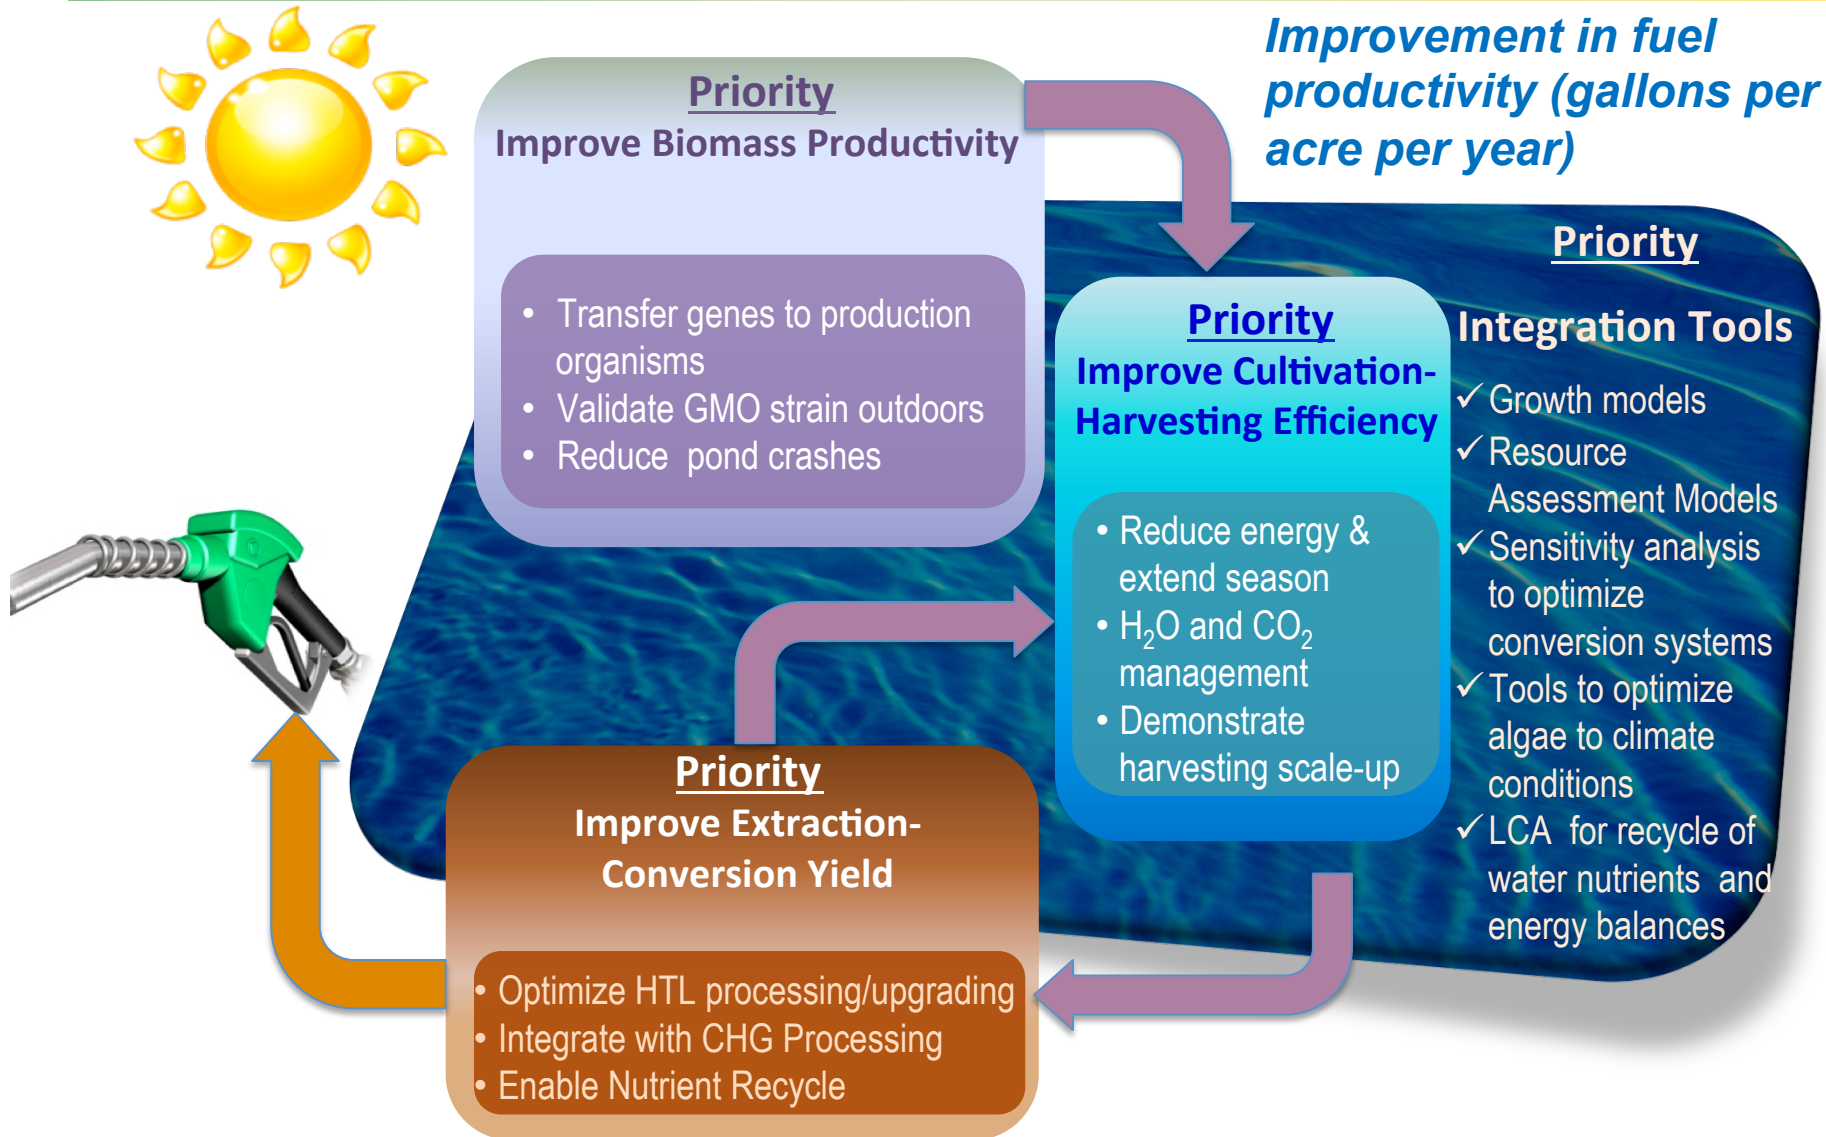 Improvement in fuel
productivity (gallons per
acre per year)
Priority
Improve Biomass Productivity
• Transfer genes to production
organisms
• Validate GMO strain outdoors
• Reduce pond crashes
Priority
Improve Cultivation-
Harvesting Efficiency
• Reduce energy &
extend season
• H₂O and CO₂
management
• Demonstrate
harvesting scale-up
Priority
Integration Tools
✓ Growth models
✓ Resource
Assessment Models
✓ Sensitivity analysis
to optimize
conversion systems
✓ Tools to optimize
algae to climate
conditions
✓ LCA for recycle of
water nutrients and
energy balances
Priority
Improve Extraction-
Conversion Yield
• Optimize HTL processing/upgrading
• Integrate with CHG Processing
• Enable Nutrient Recycle